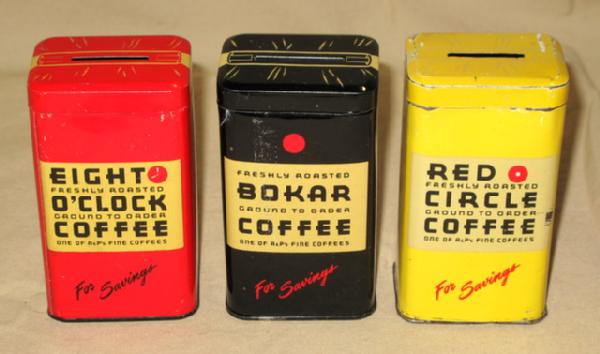 EIGHT
FRESHLY ROASTED
O'CLOCK
GROUND TO ORDER
COFFEE
ONE OF A&P's FINE COFFEES
For Savings
FRESHLY ROASTED
BOKAR
GROUND TO ORDER
COFFEE
ONE OF A&P's FINE COFFEES
For Savings
RED
FRESHLY ROASTED
CIRCLE
GROUND TO ORDER
COFFEE
ONE OF A&P's FINE COFFEES
For Savings